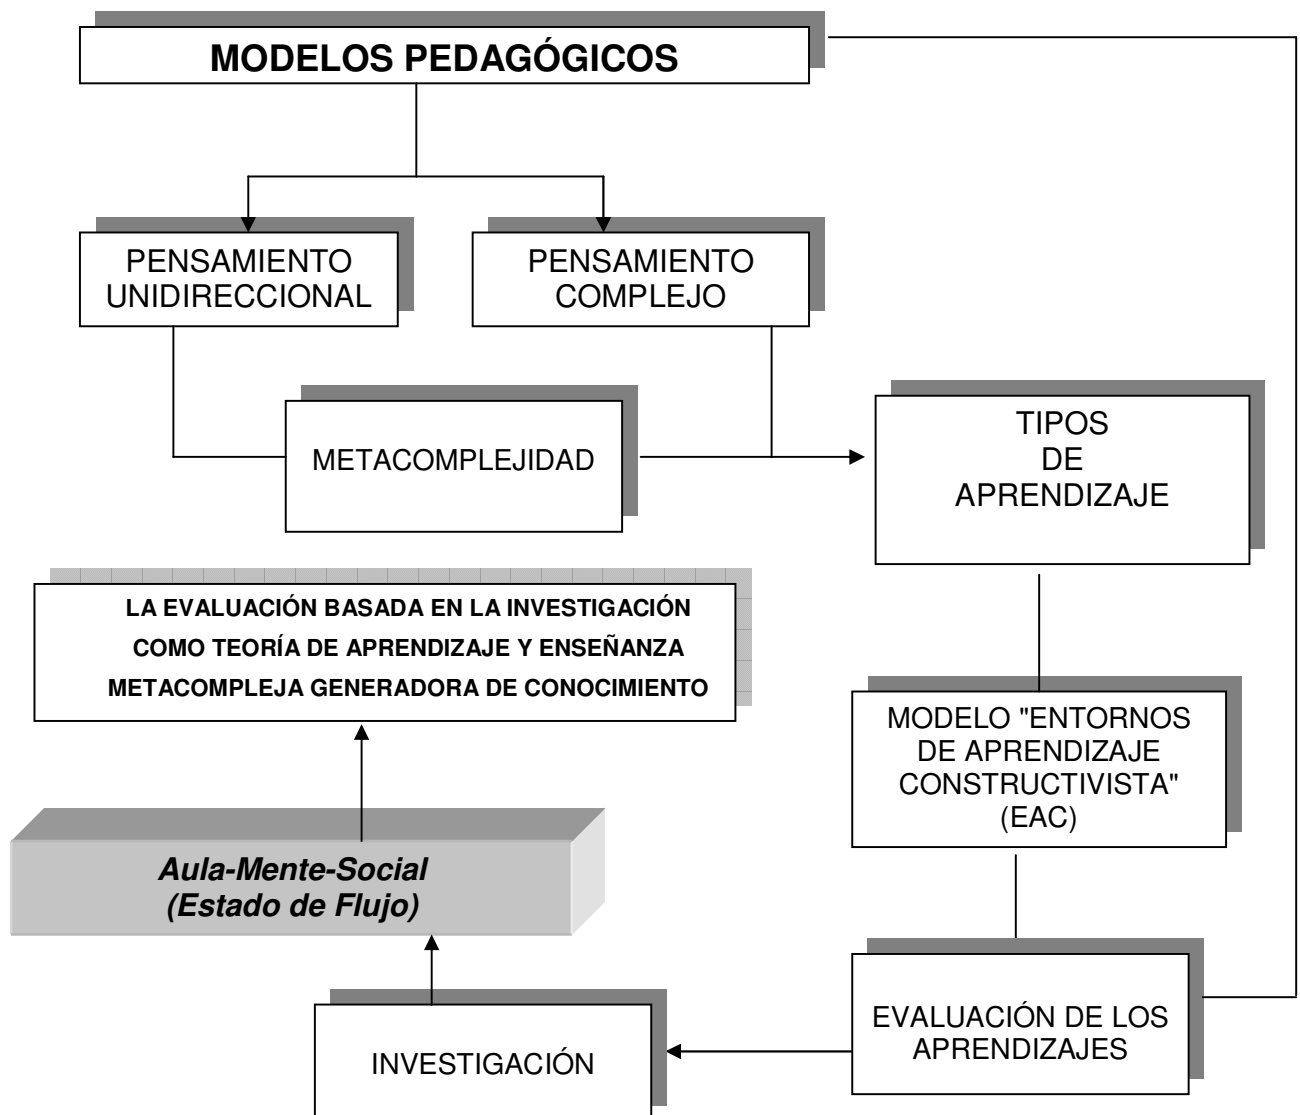 MODELOS PEDAGÓGICOS
PENSAMIENTO
UNIDIRECCIONAL
PENSAMIENTO
COMPLEJO
METACOMPLEJIDAD
TIPOS
DE
APRENDIZAJE
LA EVALUACIÓN BASADA EN LA INVESTIGACIÓN
COMO TEORÍA DE APRENDIZAJE Y ENSEÑANZA
METACOMPLEJA GENERADORA DE CONOCIMIENTO
MODELO "ENTORNOS
DE APRENDIZAJE
CONSTRUCTIVISTA"
(EAC)
Aula-Mente-Social
(Estado de Flujo)
EVALUACIÓN DE LOS
APRENDIZAJES
INVESTIGACIÓN